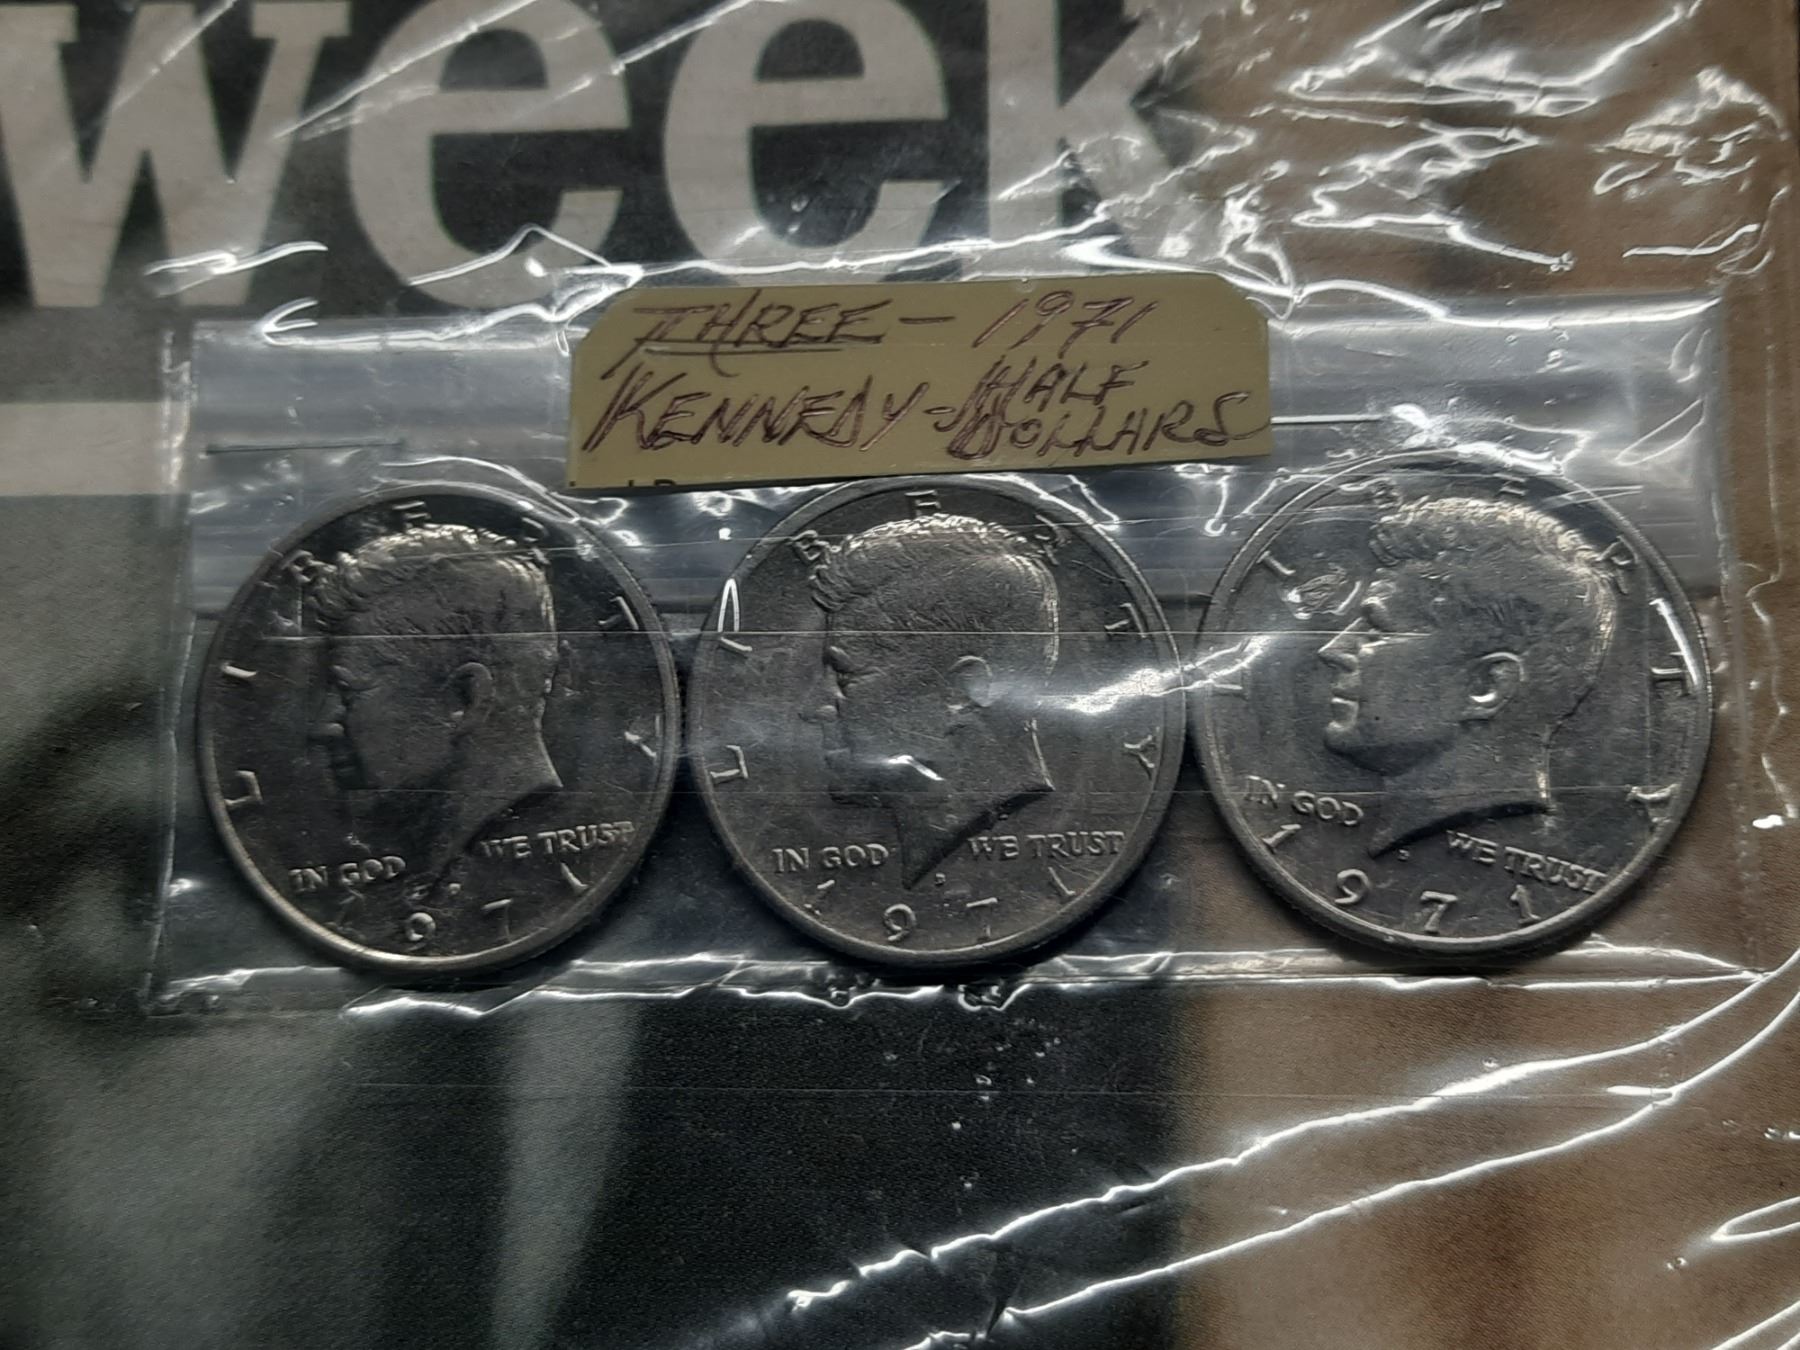 week
THREE - 1971
KENNEDY - HALF
DOLLARS
LIBERTY
IN GOD WE TRUST
D
1971
LIBERTY
IN GOD WE TRUST
D
1971
LIBERTY
IN GOD WE TRUST
D
1971